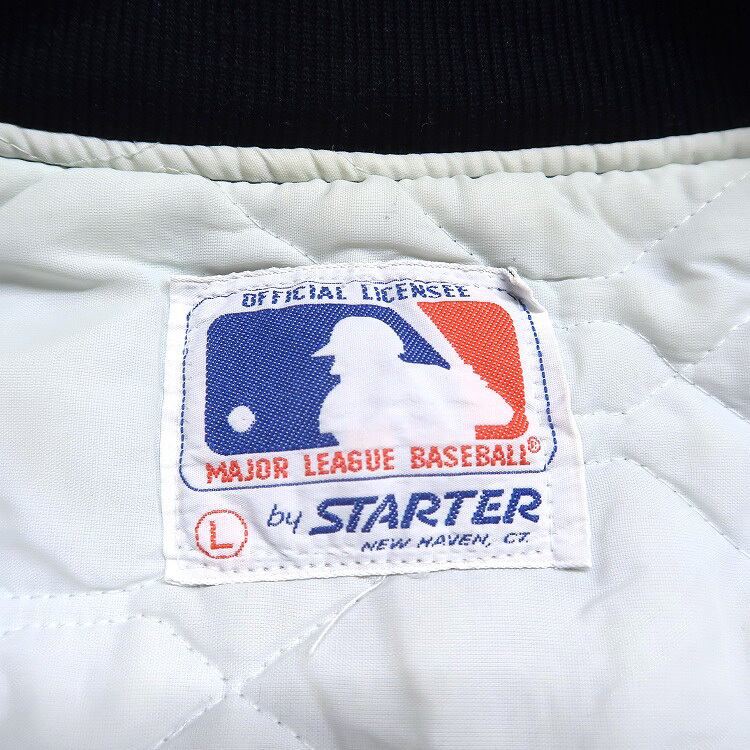 OFFICIAL LICENSEE
MAJOR LEAGUE BASEBALL®
L by STARTER
NEW HAVEN, CT.